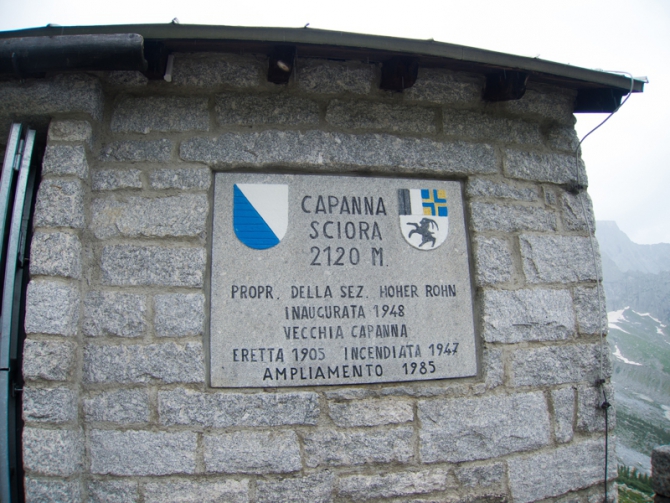 CAPANNA
SCIORA
2120 M.
PROPR. DELLA SEZ. HOHER ROHN
INAUGURATA 1948
VECCHIA CAPANNA
ERETTA 1905 INCENDIATA 1947
AMPLIAMENTO 1985